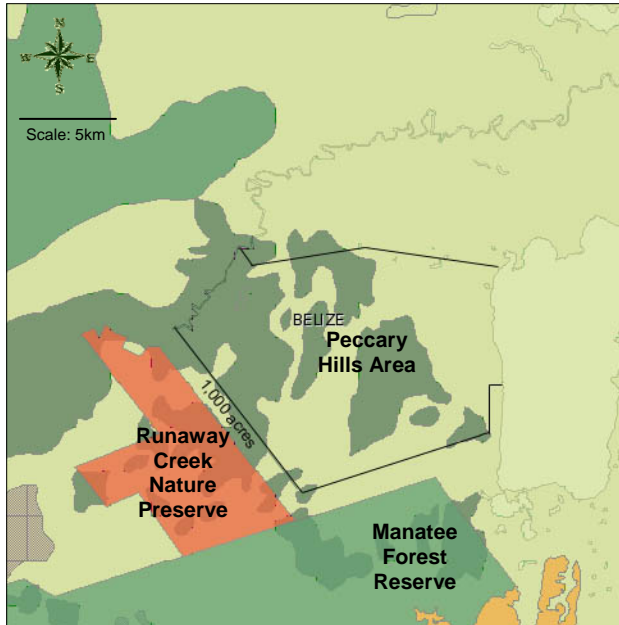 N
W E
S
Scale: 5km
BELIZE
Peccary
Hills Area
1,000 acres
Runaway
Creek
Nature
Preserve
Manatee
Forest
Reserve